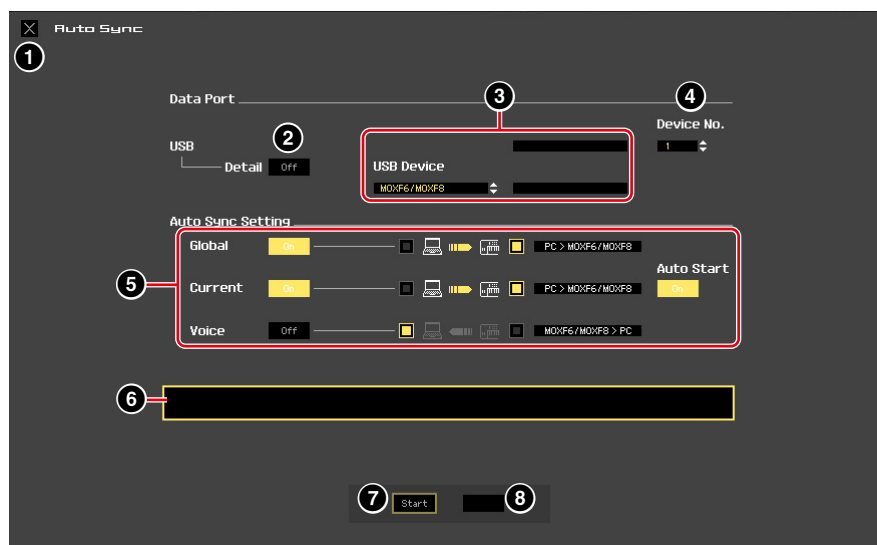 Auto Sync
1
Data Port
3
4
Device No.
2
USB
1
Detail
Off
USB Device
MOXF6/MOXF8
Auto Sync Setting
Global
On
PC > MOXF6/MOXF8
Auto Start
5
Current
On
PC > MOXF6/MOXF8
On
Voice
Off
MOXF6/MOXF8 > PC
6
7
Start
8